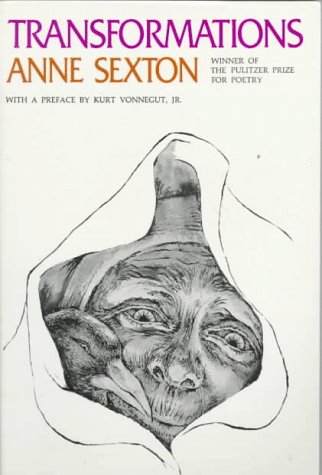 TRANSFORMATIONS
ANNE SEXTON
WINNER OF
THE PULITZER PRIZE
FOR POETRY
WITH A PREFACE BY KURT VONNEGUT, JR.